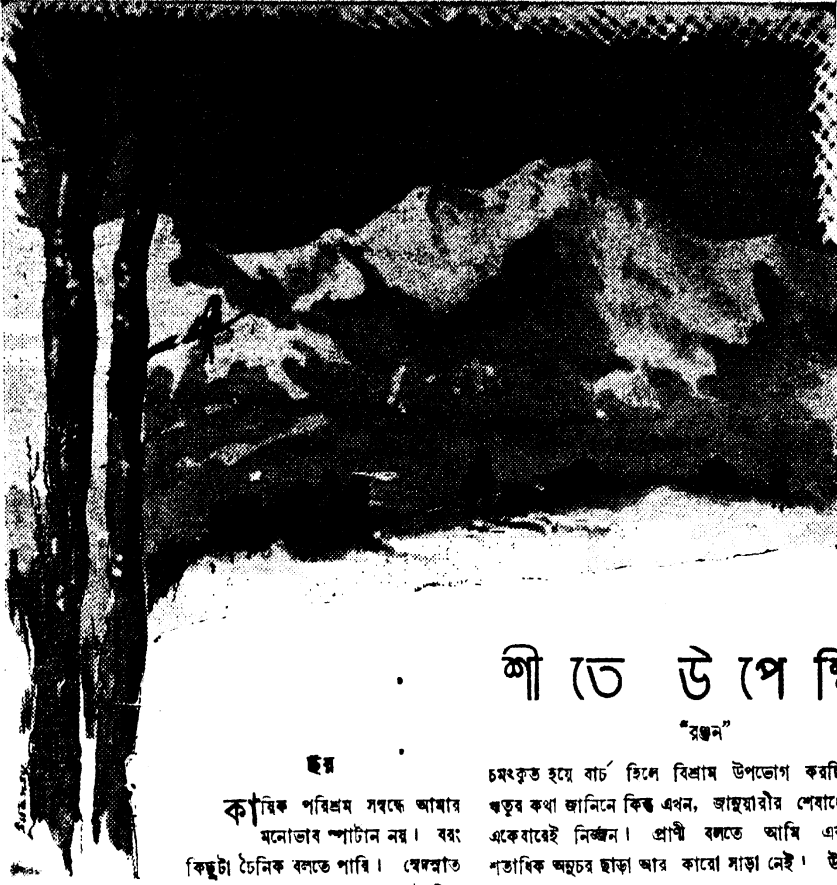 শীতে উপে
“রঞ্জন”
ছয়
কায়িক পরিশ্রম সম্বন্ধে আমার
মনোভাব স্পার্টান নয়। বরং
কিছুটা চৈনিক বলতে পারি। স্বেদস্নাত
চমৎকৃত হয়ে বার্চ হিলে বিশ্রাম উপভোগ
ঋতুর কথা জানিনে কিন্তু এখন, জানুয়ারীর
একেবারেই নির্জন। প্রাণী বলতে আমি
শতাধিক অনুচর ছাড়া আর কারো সাড়া নেই।